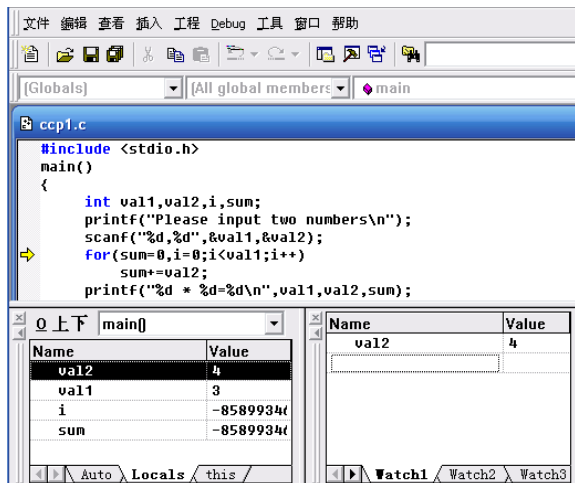 文件 编辑 查看 插入 工程 Debug 工具 窗口 帮助
(Globals) (All global members main
ccp1.c
#include <stdio.h>
main()
{
int val1,val2,i,sum;
printf("Please input two numbers\n");
scanf("%d,%d",&val1,&val2);
for(sum=0,i=0;i<val1;i++)
sum+=val2;
printf("%d * %d=%d\n",val1,val2,sum);
O 上下 main()
Name Value
val2 4
val1 3
i -8589934
sum -8589934
Auto Locals this
Name Value
val2 4
Watch1 Watch2 Watch3